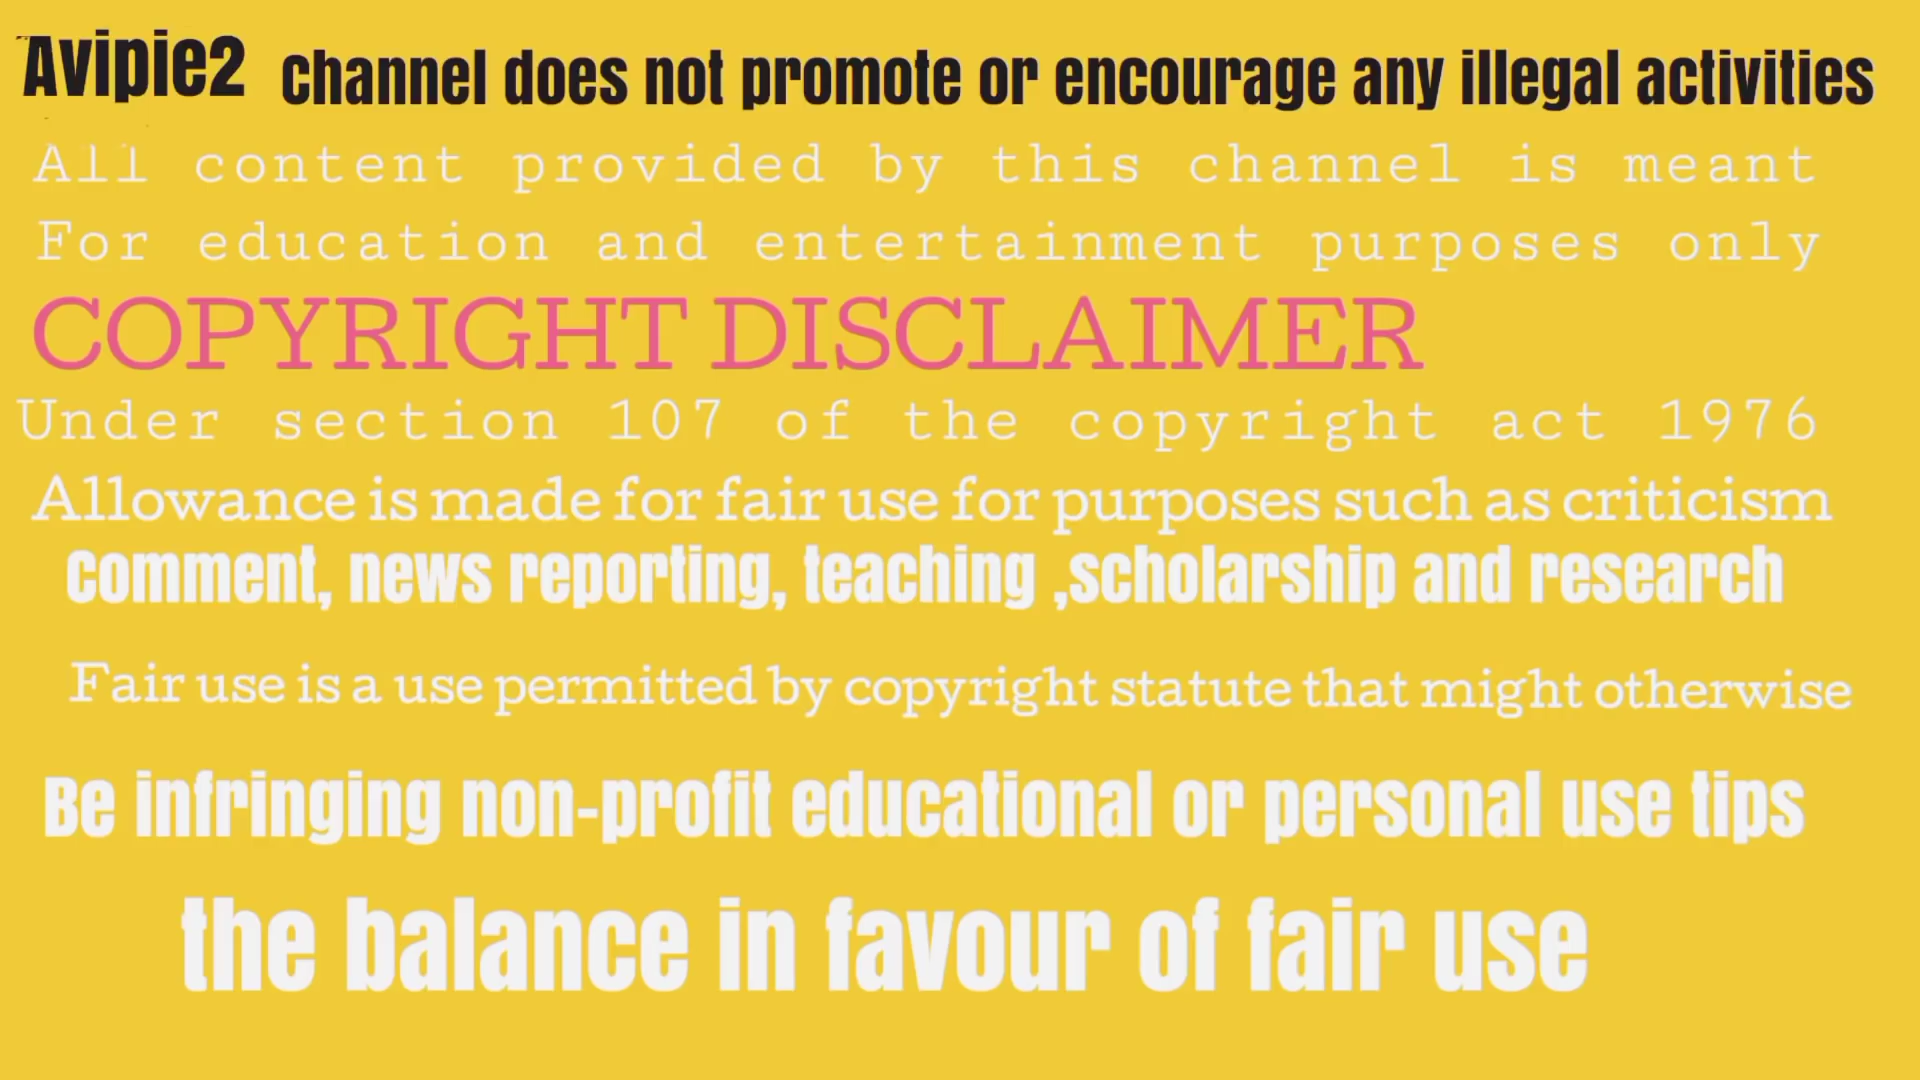 Avipie2 channel does not promote or encourage any illegal activities
All content provided by this channel is meant
For education and entertainment purposes only
COPYRIGHT DISCLAIMER
Under section 107 of the copyright act 1976
Allowance is made for fair use for purposes such as criticism
comment, news reporting, teaching ,scholarship and research
Fair use is a use permitted by copyright statute that might otherwise
Be infringing non-profit educational or personal use tips
the balance in favour of fair use